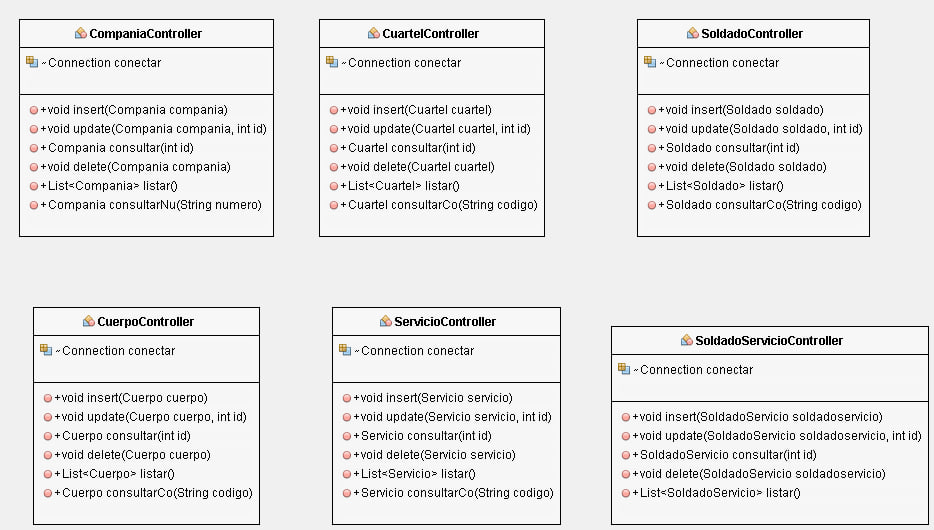 CompaniaController
~Connection conectar
+void insert(Compania compania)
+void update(Compania compania, int id)
+Compania consultar(int id)
+void delete(Compania compania)
+List<Compania> listar()
+Compania consultarNu(String numero)
CuartelController
~Connection conectar
+void insert(Cuartel cuartel)
+void update(Cuartel cuartel, int id)
+Cuartel consultar(int id)
+void delete(Cuartel cuartel)
+List<Cuartel> listar()
+Cuartel consultarCo(String codigo)
SoldadoController
~Connection conectar
+void insert(Soldado soldado)
+void update(Soldado soldado, int id)
+Soldado consultar(int id)
+void delete(Soldado soldado)
+List<Soldado> listar()
+Soldado consultarCo(String codigo)
CuerpoController
~Connection conectar
+void insert(Cuerpo cuerpo)
+void update(Cuerpo cuerpo, int id)
+Cuerpo consultar(int id)
+void delete(Cuerpo cuerpo)
+List<Cuerpo> listar()
+Cuerpo consultarCo(String codigo)
ServicioController
~Connection conectar
+void insert(Servicio servicio)
+void update(Servicio servicio, int id)
+Servicio consultar(int id)
+void delete(Servicio servicio)
+List<Servicio> listar()
+Servicio consultarCo(String codigo)
SoldadoServicioController
~Connection conectar
+void insert(SoldadoServicio soldadoservicio)
+void update(SoldadoServicio soldadoservicio, int id)
+SoldadoServicio consultar(int id)
+void delete(SoldadoServicio soldadoservicio)
+List<SoldadoServicio> listar()